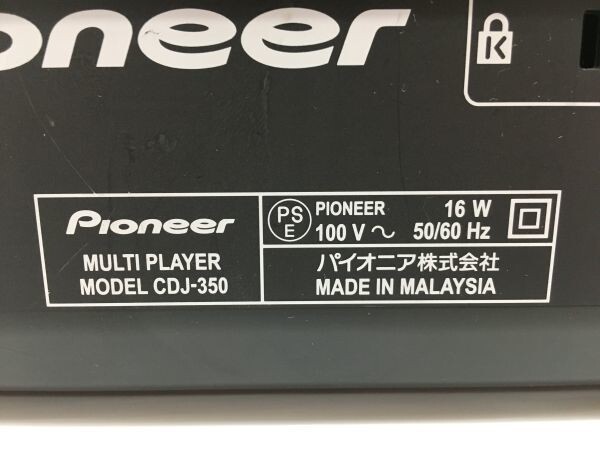 oneer
K
Pioneer
MULTI PLAYER
MODEL CDJ-350
PS E
PIONEER 16 W
100 V ～ 50/60 Hz
パイオニア株式会社
MADE IN MALAYSIA